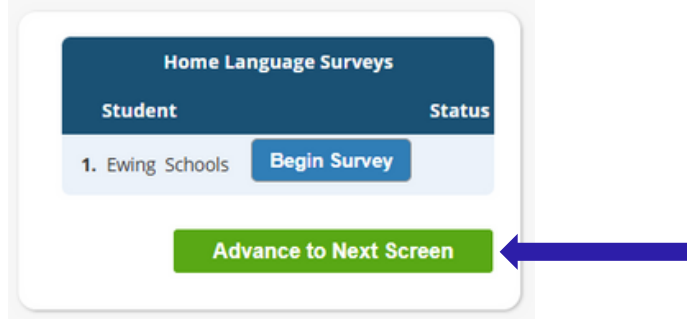 Home Language Surveys
Student Status
1. Ewing Schools Begin Survey
Advance to Next Screen